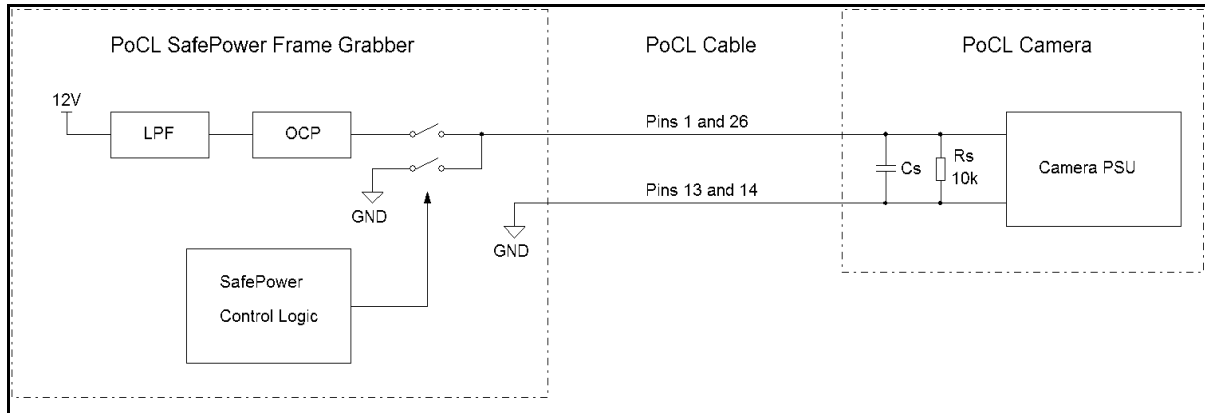 PoCL SafePower Frame Grabber
PoCL Cable
PoCL Camera
12V
LPF
OCP
Pins 1 and 26
Cs
Rs
10k
Camera PSU
Pins 13 and 14
GND
GND
SafePower
Control Logic